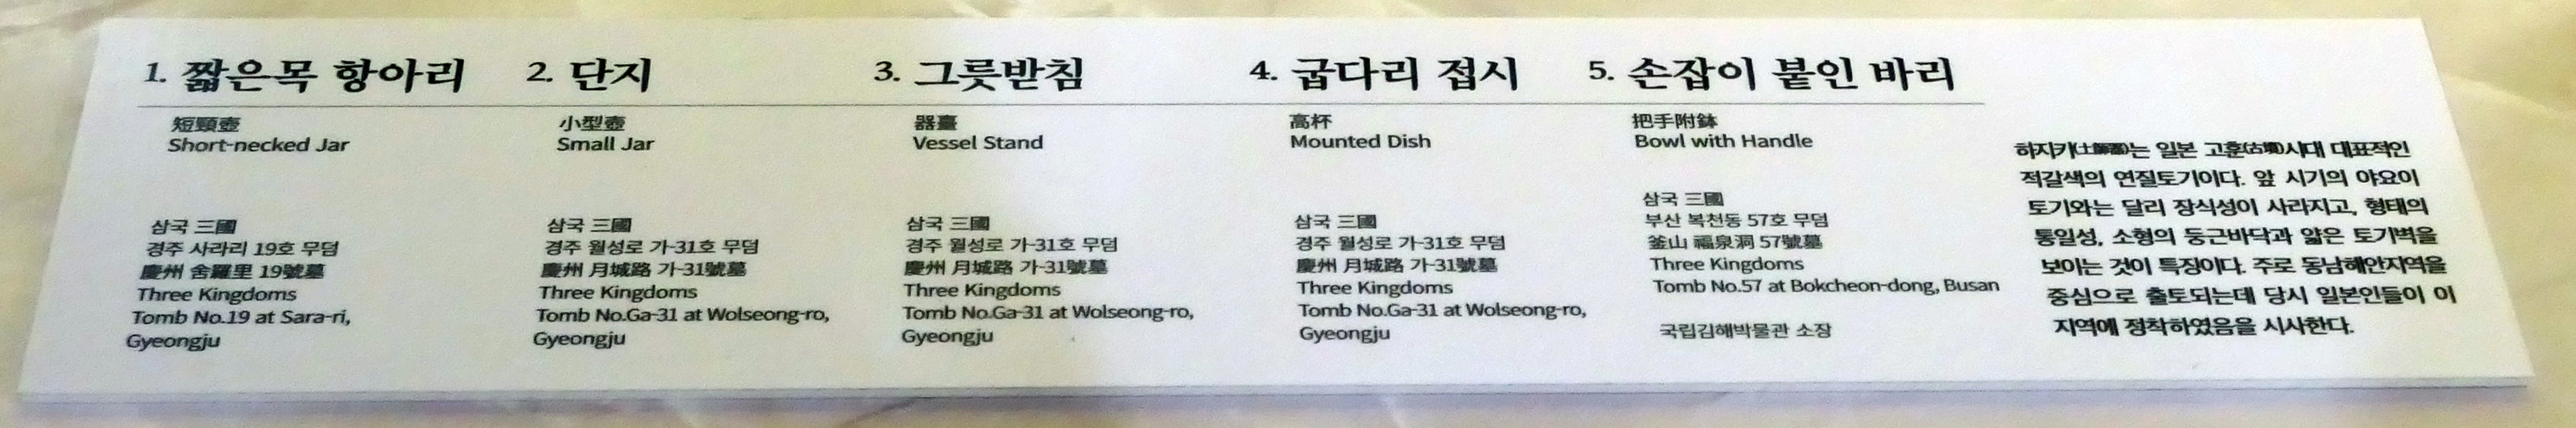 1. 짧은목 항아리
短頸壺
Short-necked Jar
삼국 三國
경주 사라리 19호 무덤
慶州 舍羅里 19號墓
Three Kingdoms
Tomb No.19 at Sara-ri,
Gyeongju
2. 단지
小型壺
Small Jar
삼국 三國
경주 월성로 가-31호 무덤
慶州 月城路 가-31號墓
Three Kingdoms
Tomb No.Ga-31 at Wolseong-ro,
Gyeongju
3. 그릇받침
器臺
Vessel Stand
삼국 三國
경주 월성로 가-31호 무덤
慶州 月城路 가-31號墓
Three Kingdoms
Tomb No.Ga-31 at Wolseong-ro,
Gyeongju
4. 굽다리 접시
高杯
Mounted Dish
삼국 三國
경주 월성로 가-31호 무덤
慶州 月城路 가-31號墓
Three Kingdoms
Tomb No.Ga-31 at Wolseong-ro,
Gyeongju
5. 손잡이 붙인 바리
把手附鉢
Bowl with Handle
삼국 三國
부산 복천동 57호 무덤
釜山 福泉洞 57號墓
Three Kingdoms
Tomb No.57 at Bokcheon-dong, Busan
국립김해박물관 소장
하지키(土師器)는 일본 고훈(古墳)시대 대표적인
적갈색의 연질토기이다. 앞 시기의 야요이
토기와는 달리 장식성이 사라지고, 형태의
통일성, 소형의 둥근바닥과 얇은 토기벽을
보이는 것이 특징이다. 주로 동남해안지역을
중심으로 출토되는데 당시 일본인들이 이
지역에 정착하였음을 시사한다.